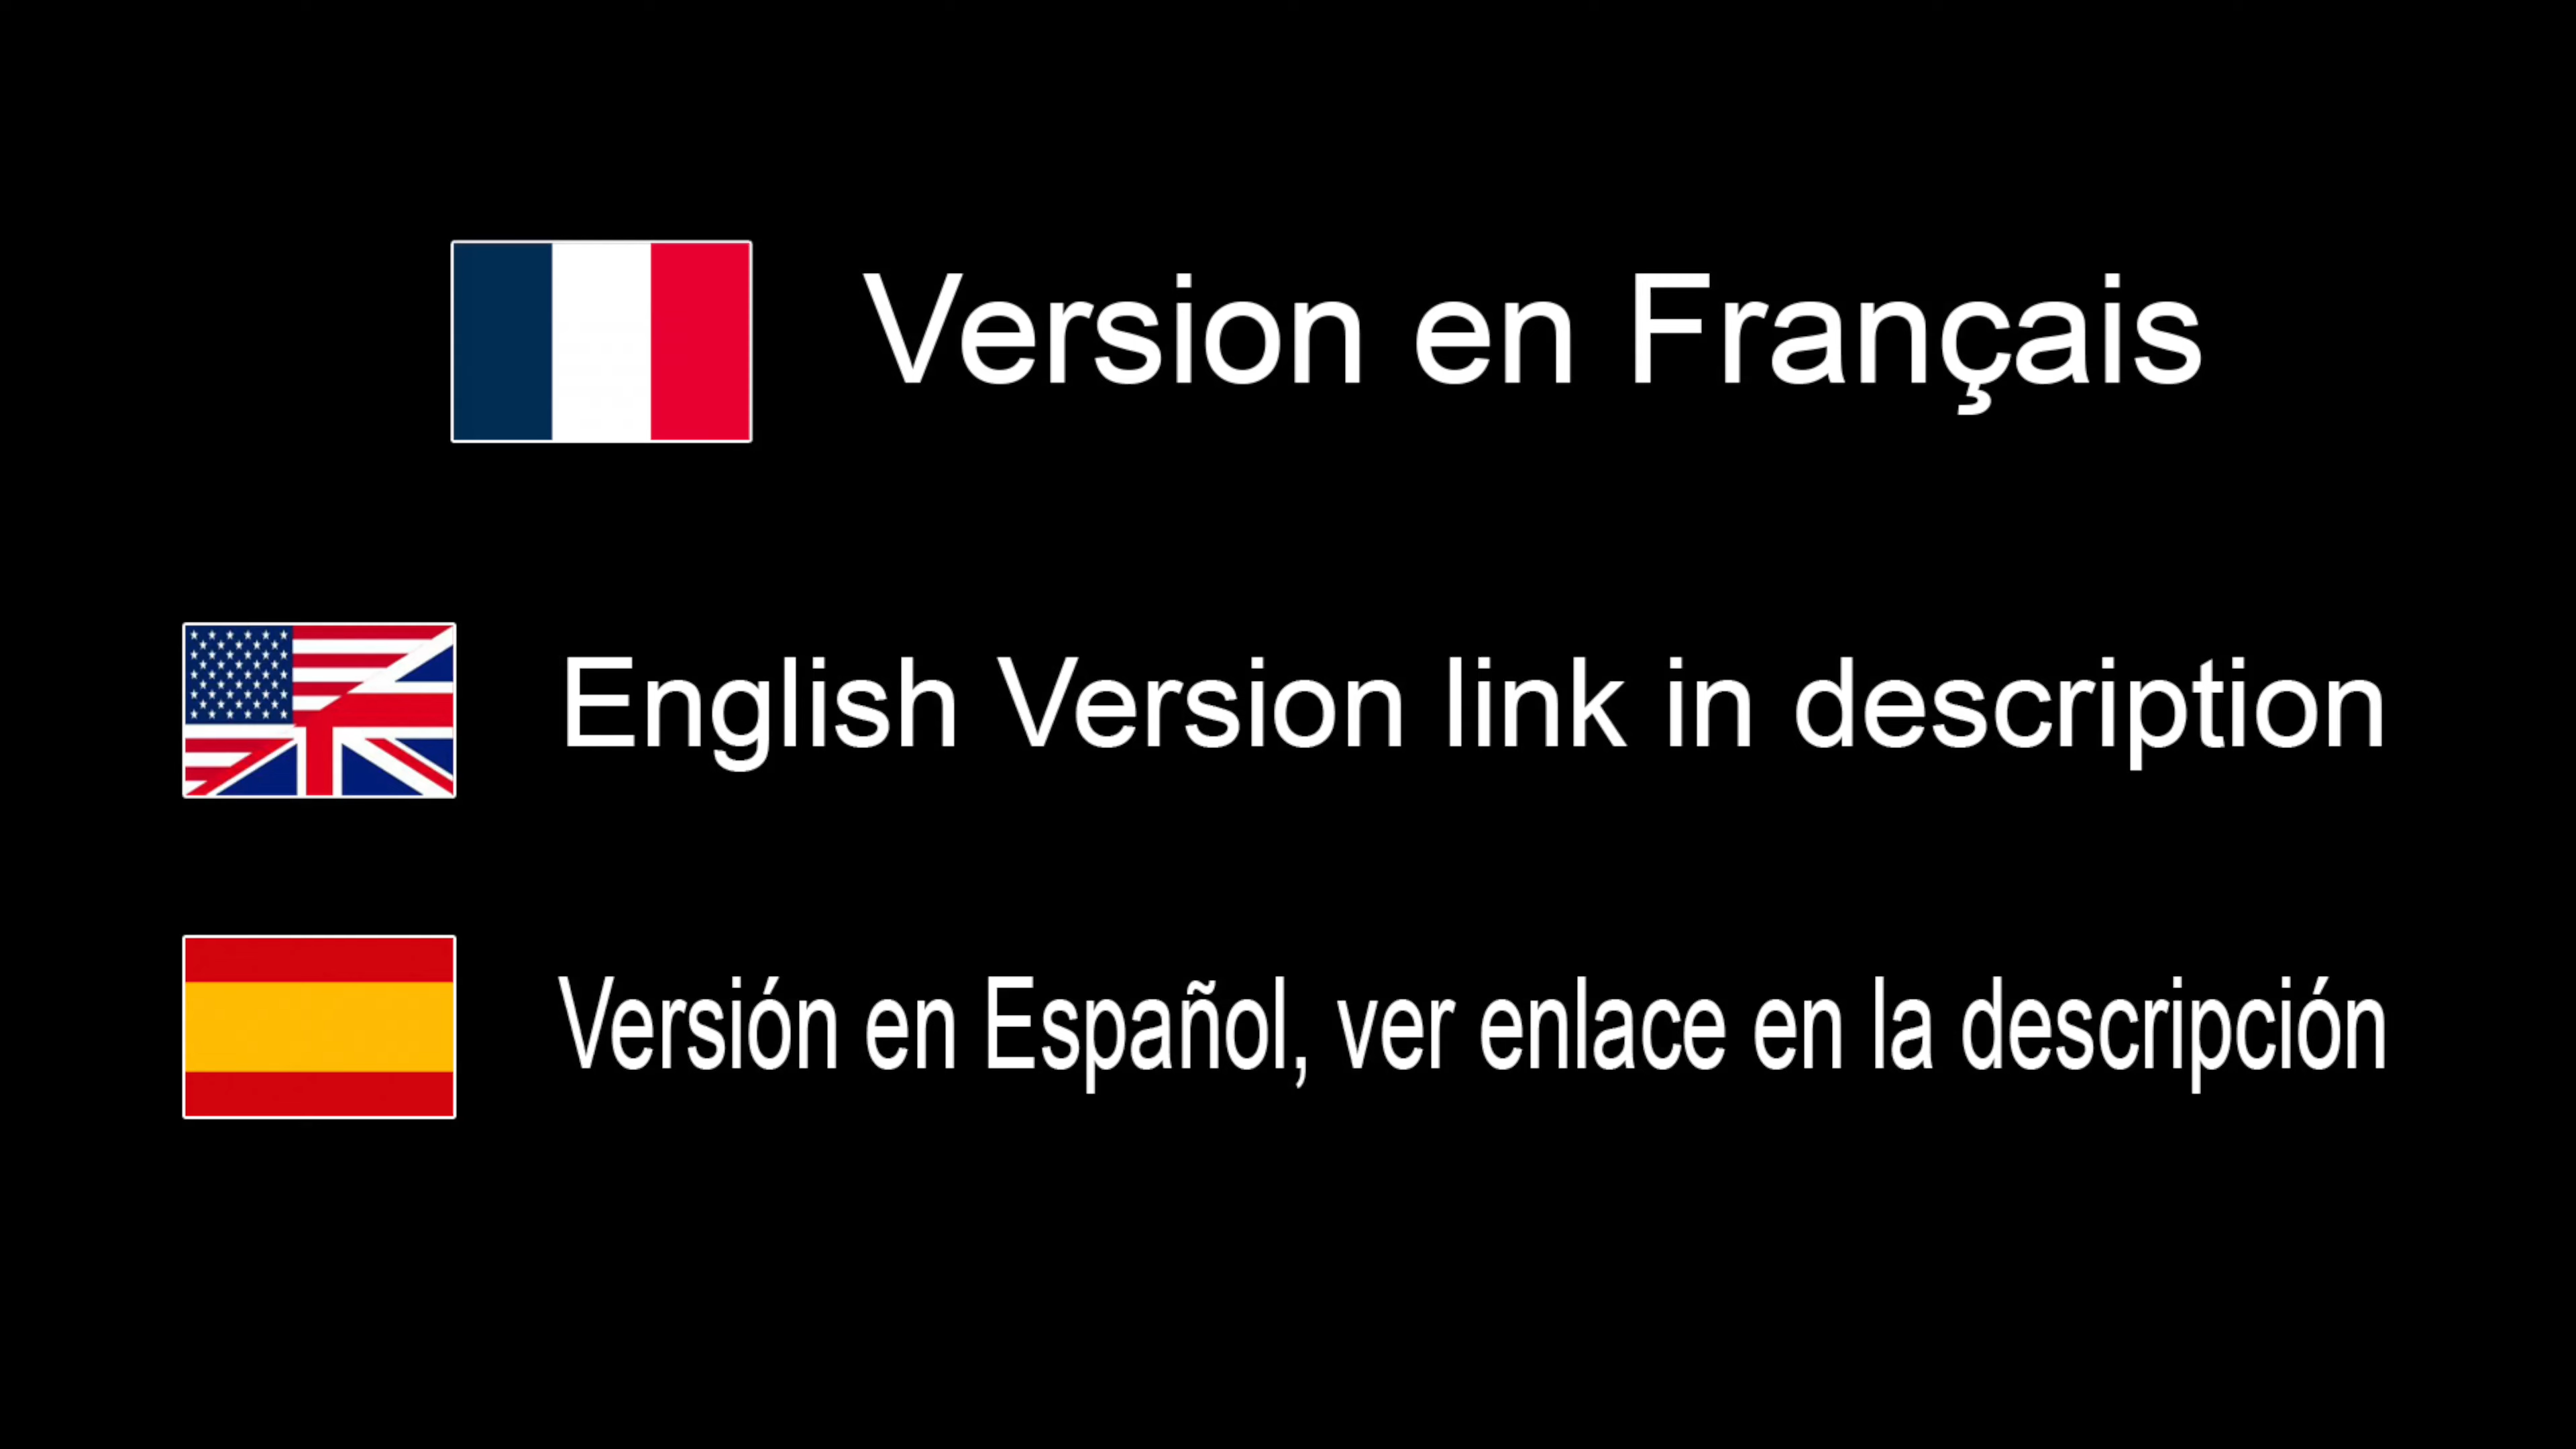 Version en Français
English Version link in description
Versión en Español, ver enlace en la descripción